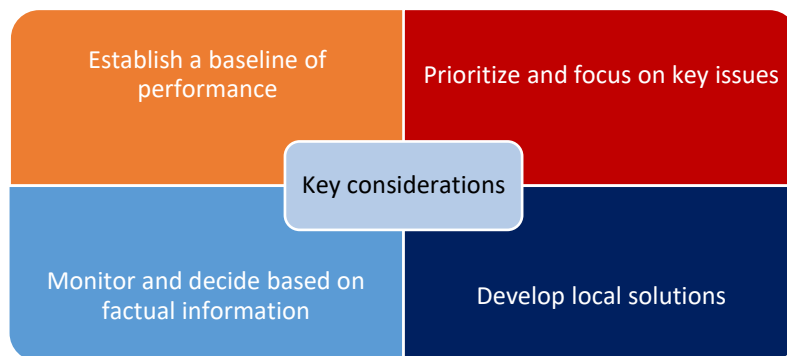 Establish a baseline of
performance
Prioritize and focus on key issues
Key considerations
Monitor and decide based on
factual information
Develop local solutions